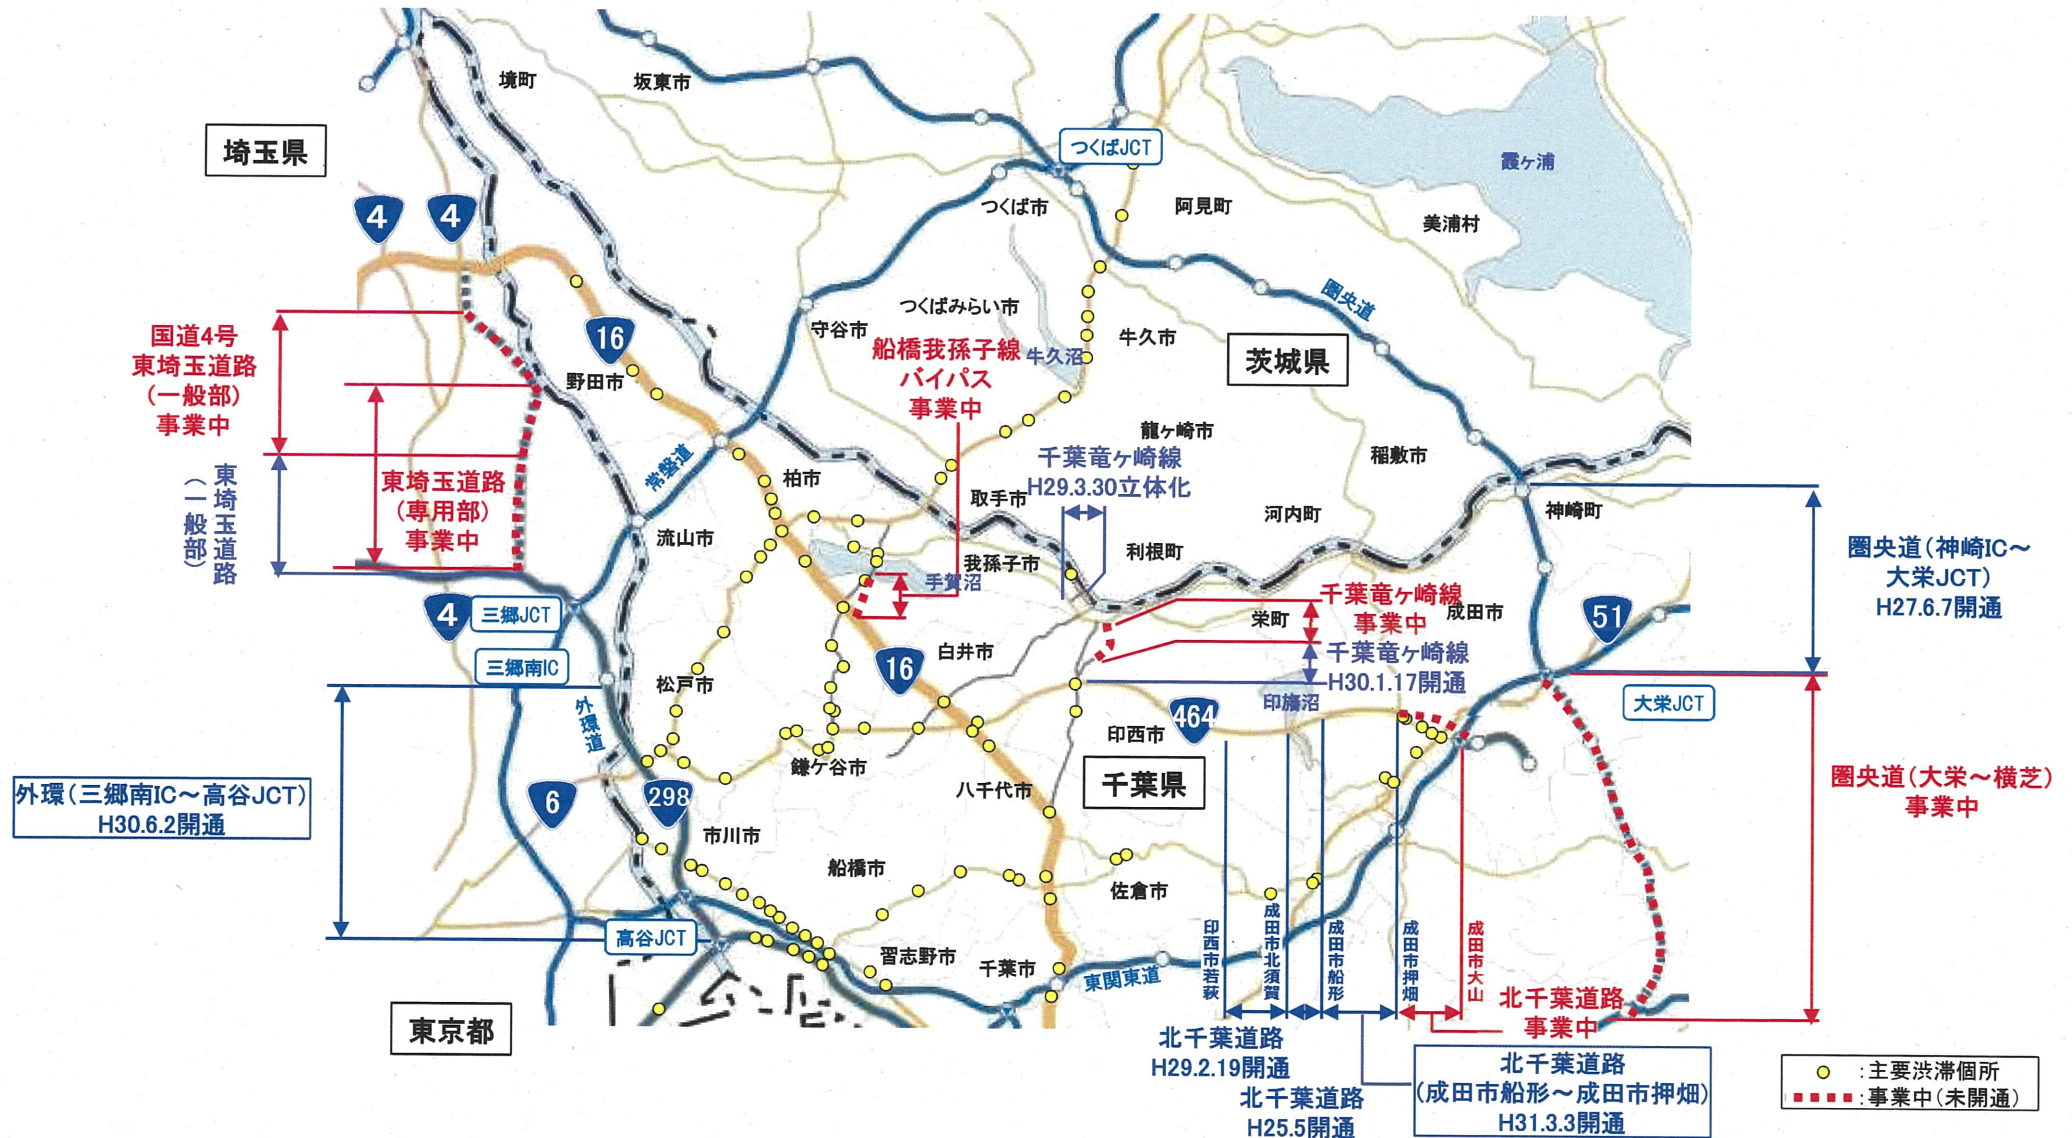 境町
坂東市
埼玉県
つくばJCT
霞ヶ浦
4
4
つくば市
阿見町
美浦村
圏央道
国道4号
東埼玉道路
(一般部)
事業中
16
野田市
守谷市
つくばみらい市
船橋我孫子線
バイパス
事業中
牛久沼
牛久市
茨城県
東埼玉道路
(一般部)
東埼玉道路
(専用部)
事業中
常磐道
柏市
龍ヶ崎市
千葉竜ヶ崎線
H29.3.30立体化
取手市
稲敷市
河内町
神崎町
流山市
我孫子市
手賀沼
利根町
圏央道(神崎IC～
大栄JCT)
H27.6.7開通
4
三郷JCT
三郷南IC
栄町
千葉竜ヶ崎線
事業中
成田市
51
白井市
16
千葉竜ヶ崎線
H30.1.17開通
松戸市
外環道
印旛沼
大栄JCT
464
印西市
鎌ケ谷市
八千代市
千葉県
圏央道(大栄～横芝)
事業中
外環(三郷南IC～高谷JCT)
H30.6.2開通
6
298
市川市
船橋市
佐倉市
高谷JCT
習志野市
千葉市
東関東道
印西市若萩
成田市北須賀
成田市船形
成田市押畑
成田市大山
東京都
北千葉道路
事業中
北千葉道路
H29.2.19開通
北千葉道路
H25.5開通
北千葉道路
(成田市船形～成田市押畑)
H31.3.3開通
:主要渋滞個所
:事業中(未開通)